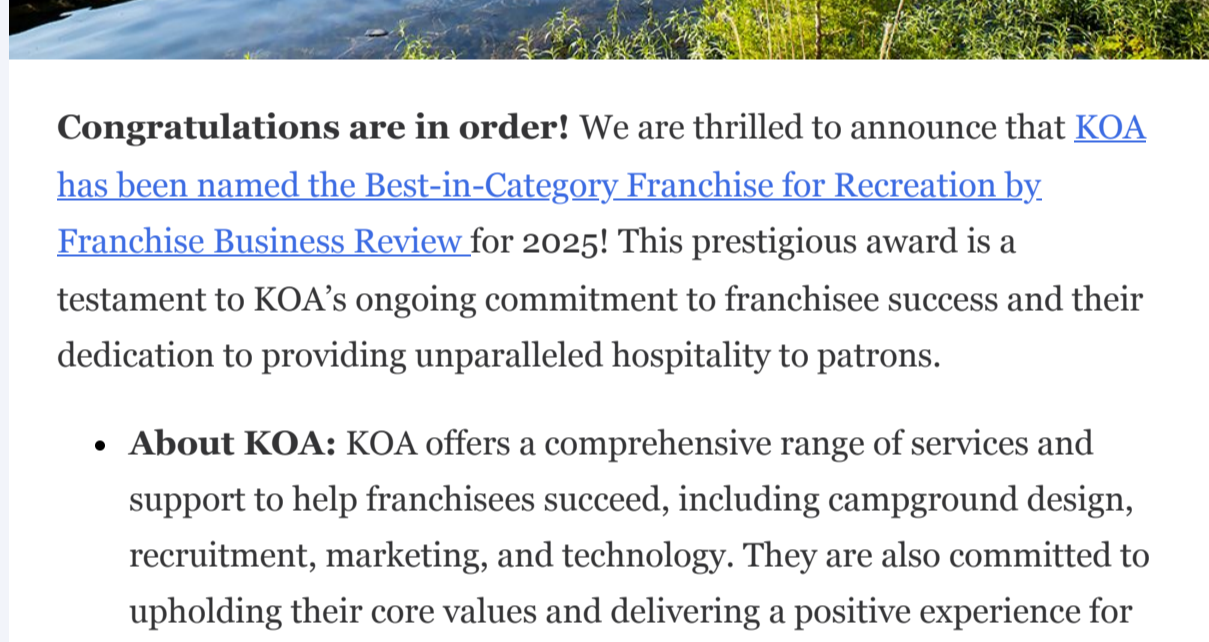 Congratulations are in order! We are thrilled to announce that KOA
has been named the Best-in-Category Franchise for Recreation by
Franchise Business Review for 2025! This prestigious award is a
testament to KOA’s ongoing commitment to franchisee success and their
dedication to providing unparalleled hospitality to patrons.
• About KOA: KOA offers a comprehensive range of services and
support to help franchisees succeed, including campground design,
recruitment, marketing, and technology. They are also committed to
upholding their core values and delivering a positive experience for